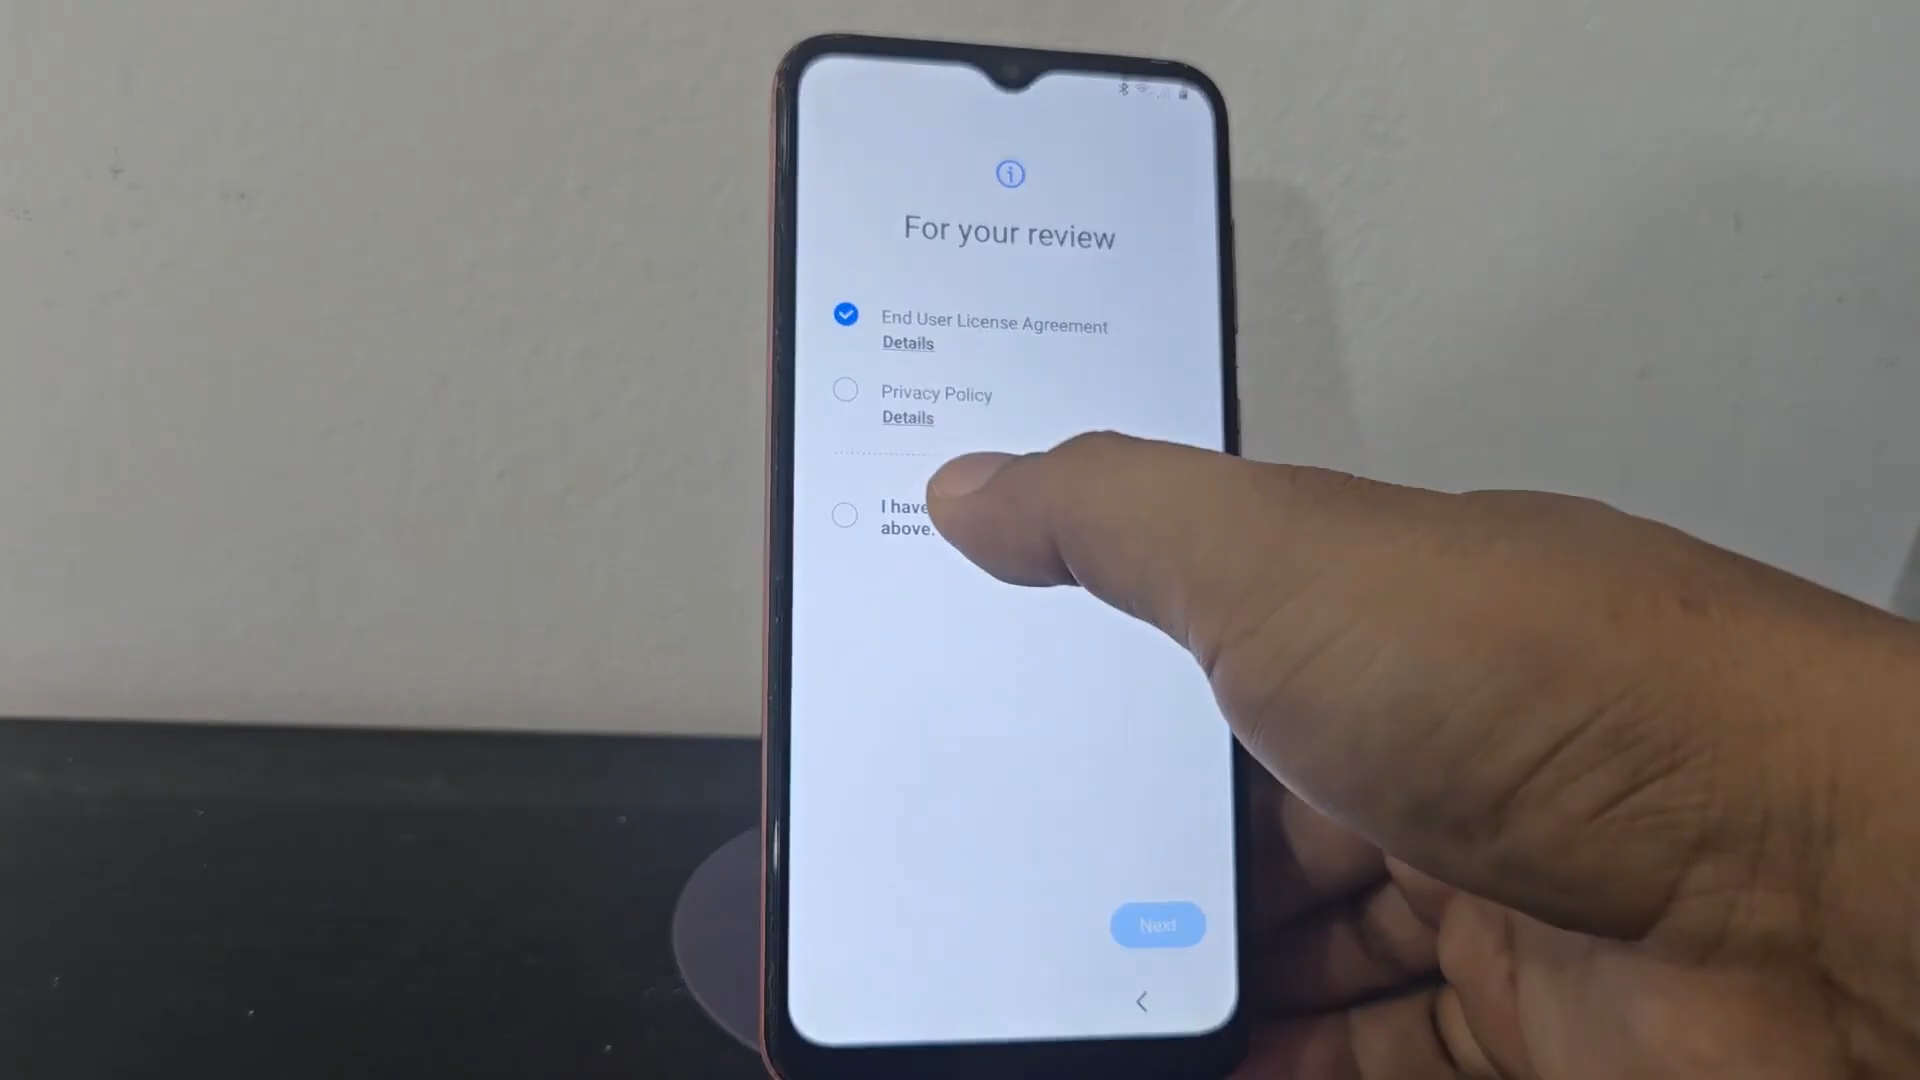 For your review
End User License Agreement
Details
Privacy Policy
Details
I have
above.
Next